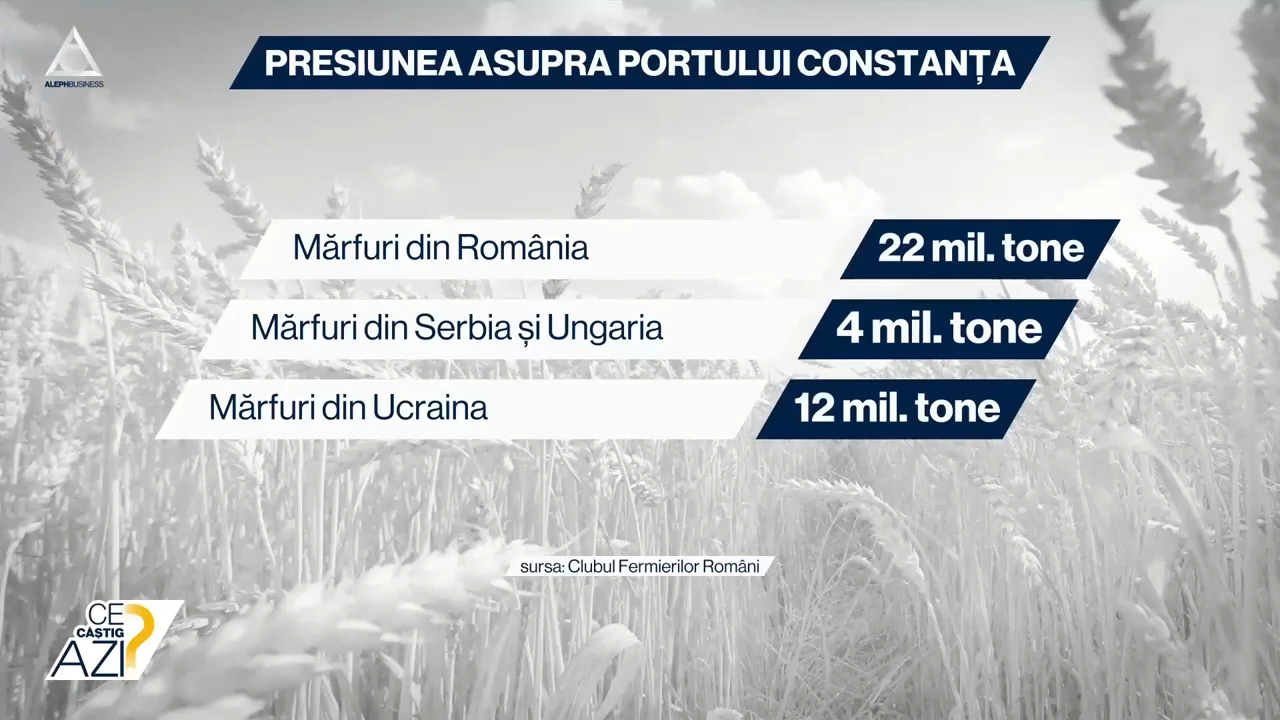 ALEPHBUSINESS
PRESIUNEA ASUPRA PORTULUI CONSTANȚA
Mărfuri din România 22 mil. tone
Mărfuri din Serbia și Ungaria 4 mil. tone
Mărfuri din Ucraina 12 mil. tone
sursa: Clubul Fermierilor Români
CE
CÂȘTIG
AZI?